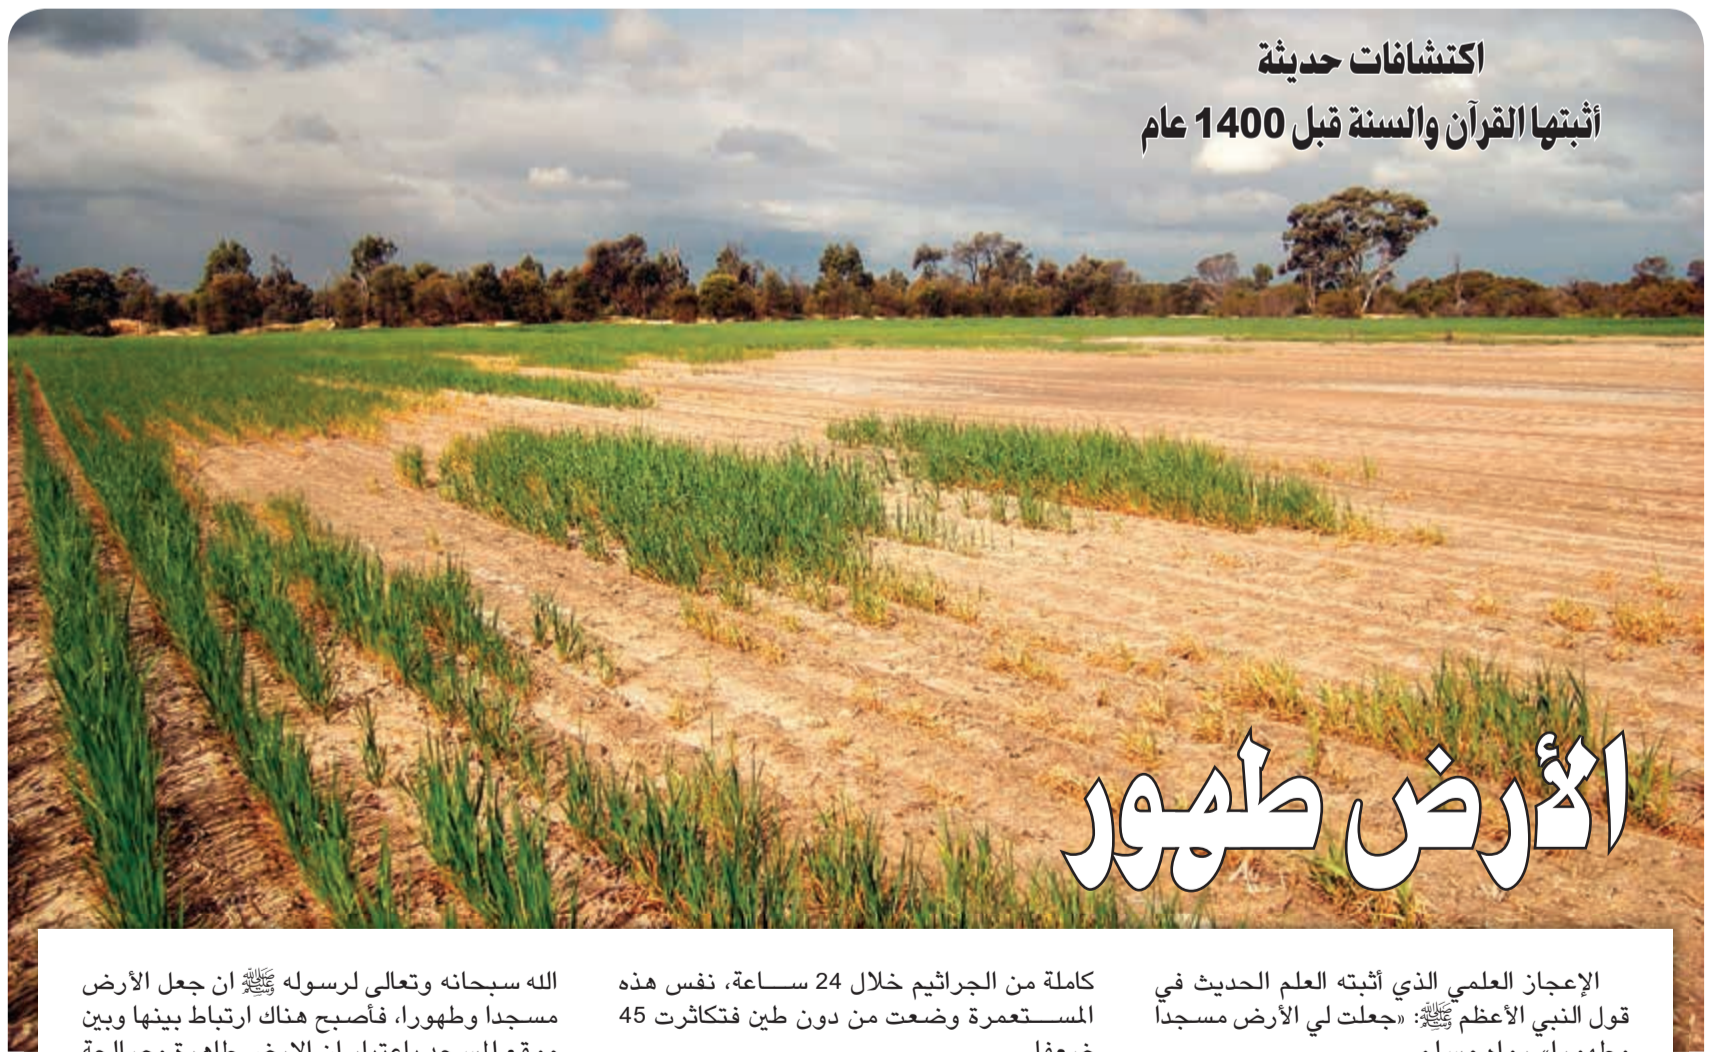 اكتشافات حديثة
أثبتها القرآن والسنة قبل 1400 عام
الأرض طهور
الإعجاز العلمي الذي أثبته العلم الحديث في
قول النبي الأعظم ﷺ: «جعلت لي الأرض مسجدا
كاملة من الجراثيم خلال 24 ســـاعة، نفس هذه
المســـتعمرة وضعت من دون طين فتكاثرت 45
الله سبحانه وتعالى لرسوله ﷺ ان جعل الأرض
مسجدا وطهورا، فأصبح هناك ارتباط بينها وبين